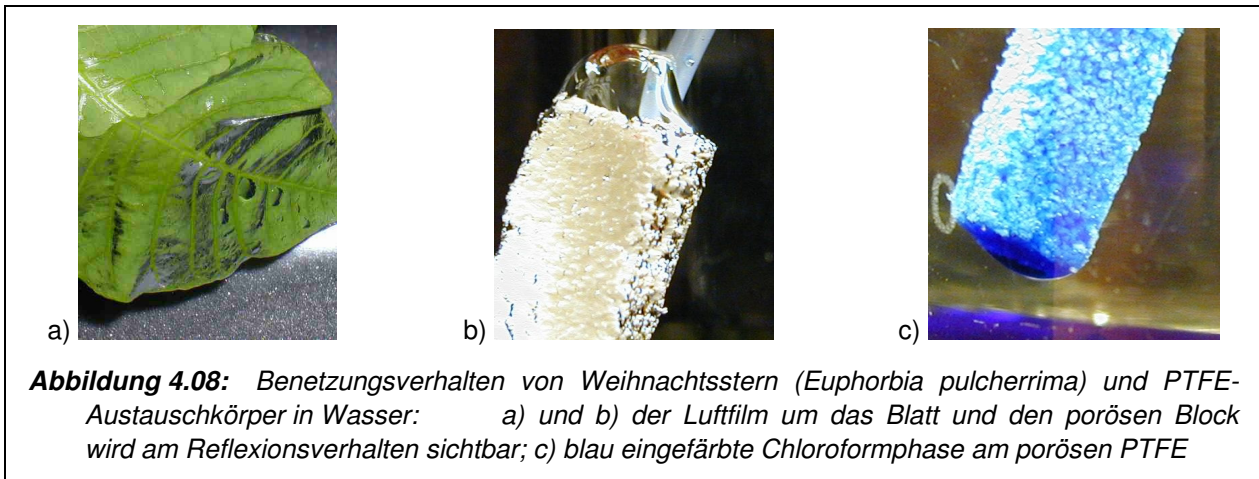 a) b) c)
Abbildung 4.08: Benetzungsverhalten von Weihnachtsstern (Euphorbia pulcherrima) und PTFE-
Austauschkörper in Wasser: a) und b) der Luftfilm um das Blatt und den porösen Block
wird am Reflexionsverhalten sichtbar; c) blau eingefärbte Chloroformphase am porösen PTFE